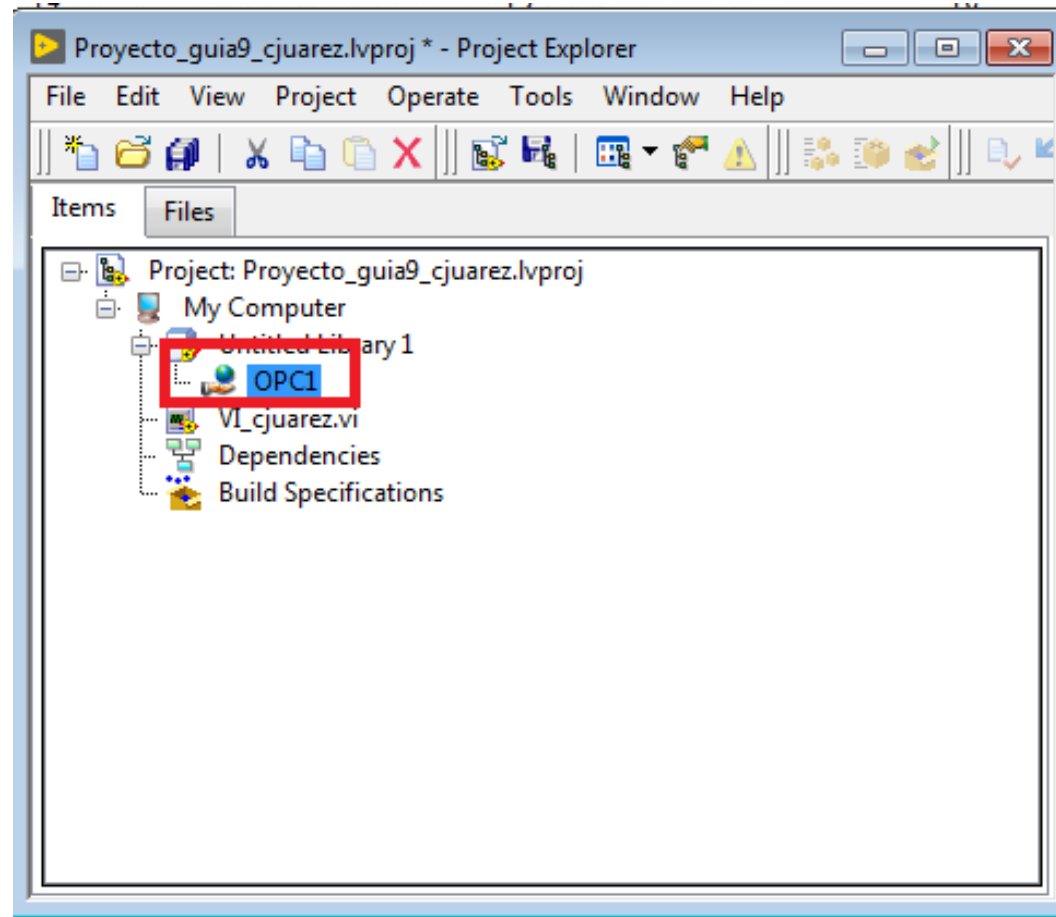 Proyecto_guia9_cjuarez.lvproj * - Project Explorer
File Edit View Project Operate Tools Window Help
Items Files
Project: Proyecto_guia9_cjuarez.lvproj
My Computer
Untitled Library 1
OPC1
VI_cjuarez.vi
Dependencies
Build Specifications